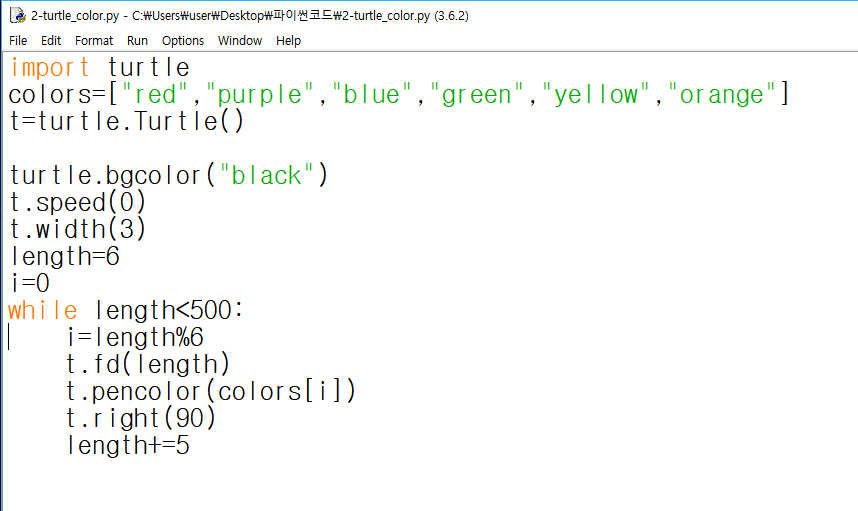 2-turtle_color.py - C:₩Users₩user₩Desktop₩파이썬코드₩2-turtle_color.py (3.6.2)
File Edit Format Run Options Window Help
import turtle
colors=["red","purple","blue","green","yellow","orange"]
t=turtle.Turtle()
turtle.bgcolor("black")
t.speed(0)
t.width(3)
length=6
i=0
while length<500:
    i=length%6
    t.fd(length)
    t.pencolor(colors[i])
    t.right(90)
    length+=5